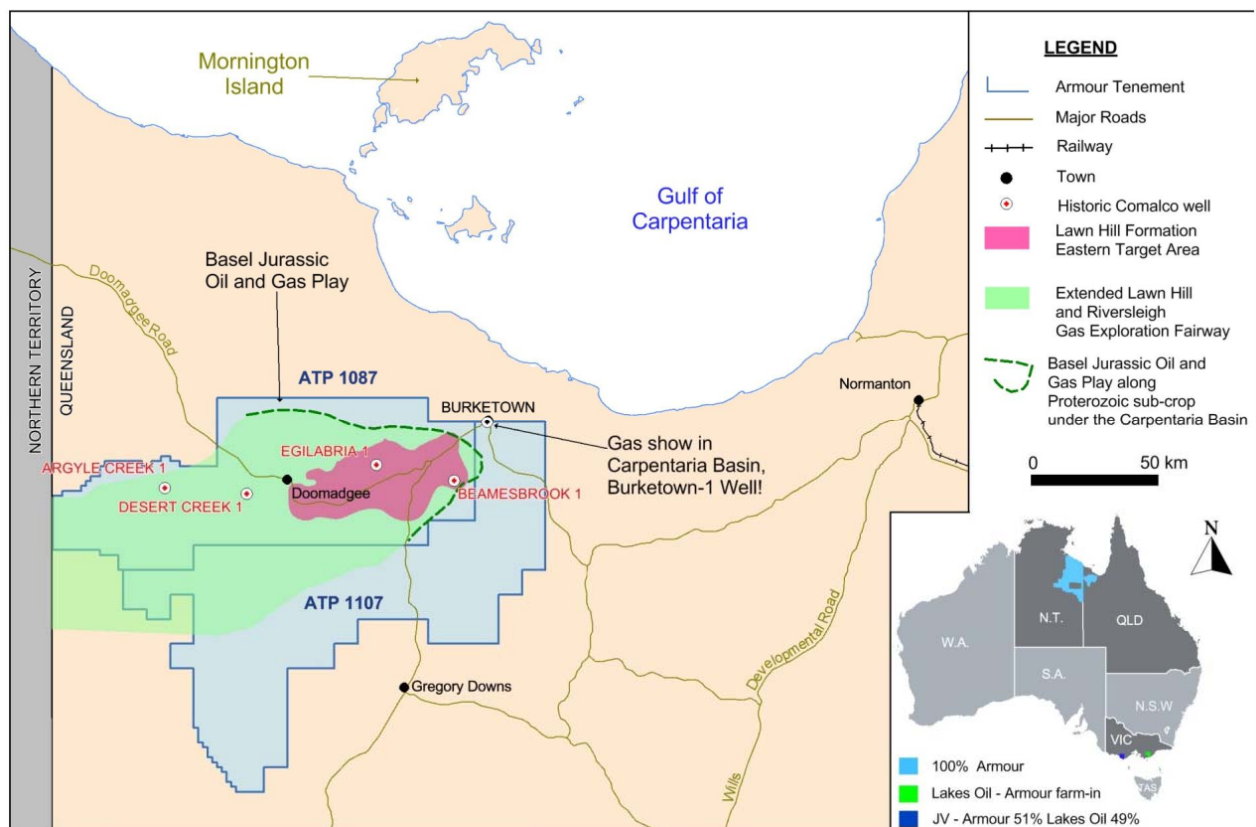 Mornington
Island
Gulf of
Carpentaria
Basel Jurassic
Oil and Gas Play
Doomadgee Road
NORTHERN TERRITORY
QUEENSLAND
ATP 1087
BURKETOWN
Normanton
EGILABRIA 1
ARGYLE CREEK 1
Doomadgee
DESERT CREEK 1
BEAMESBROOK 1
Gas show in
Carpentaria Basin,
Burketown-1 Well!
ATP 1107
Gregory Downs
Developmental Road
Wills
LEGEND
Armour Tenement
Major Roads
Railway
Town
Historic Comalco well
Lawn Hill Formation
Eastern Target Area
Extended Lawn Hill
and Riversleigh
Gas Exploration Fairway
Basel Jurassic Oil and
Gas Play along
Proterozoic sub-crop
under the Carpentaria Basin
0 50 km
N
W.A.
N.T.
QLD
S.A.
N.S.W
VIC
TAS
100% Armour
Lakes Oil - Armour farm-in
JV - Armour 51% Lakes Oil 49%